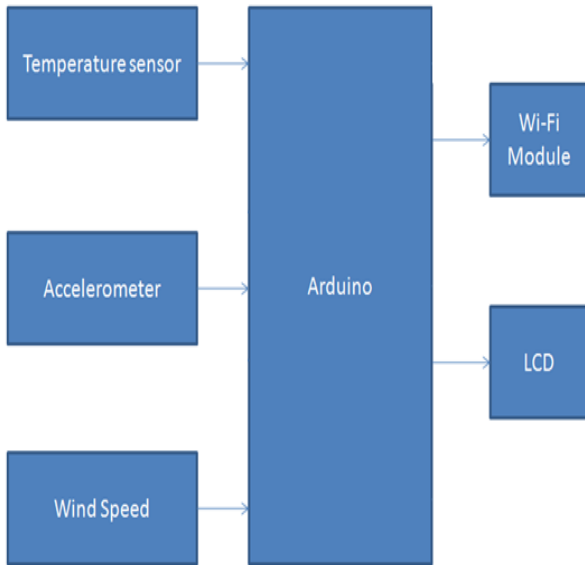 Temperature sensor
Accelerometer
Wind Speed
Arduino
Wi-Fi
Module
LCD